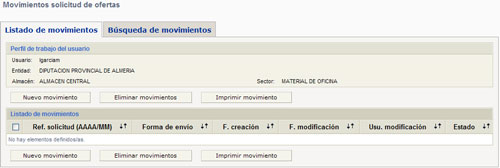 Movimientos solicitud de ofertas
Listado de movimientos Búsqueda de movimientos
Perfil de trabajo del usuario
Usuario: lgarciam
Entidad: DIPUTACION PROVINCIAL DE ALMERIA
Almacén: ALMACEN CENTRAL Sector: MATERIAL DE OFICINA
Nuevo movimiento Eliminar movimientos Imprimir movimiento
Listado de movimientos
Ref. solicitud (AAAA/MM) Forma de envío F. creación F. modificación Usu. modificación Estado
No hay elementos definidos/as.
Nuevo movimiento Eliminar movimientos Imprimir movimiento